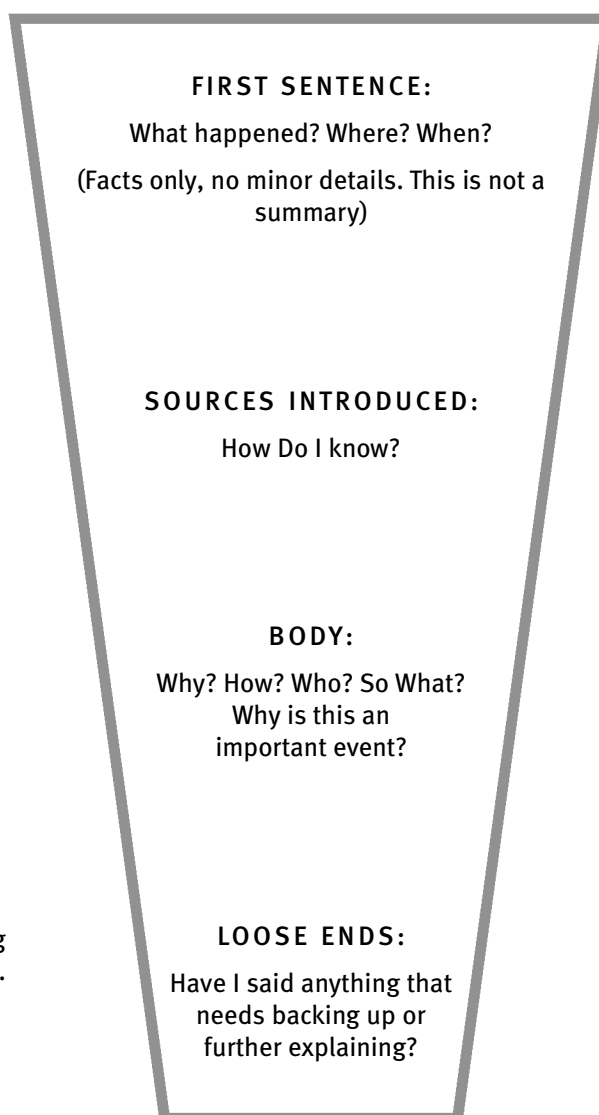 FIRST SENTENCE:
What happened? Where? When?
(Facts only, no minor details. This is not a
summary)
SOURCES INTRODUCED:
How Do I know?
BODY:
Why? How? Who? So What?
Why is this an
important event?
LOOSE ENDS:
Have I said anything that
needs backing up or
further explaining?